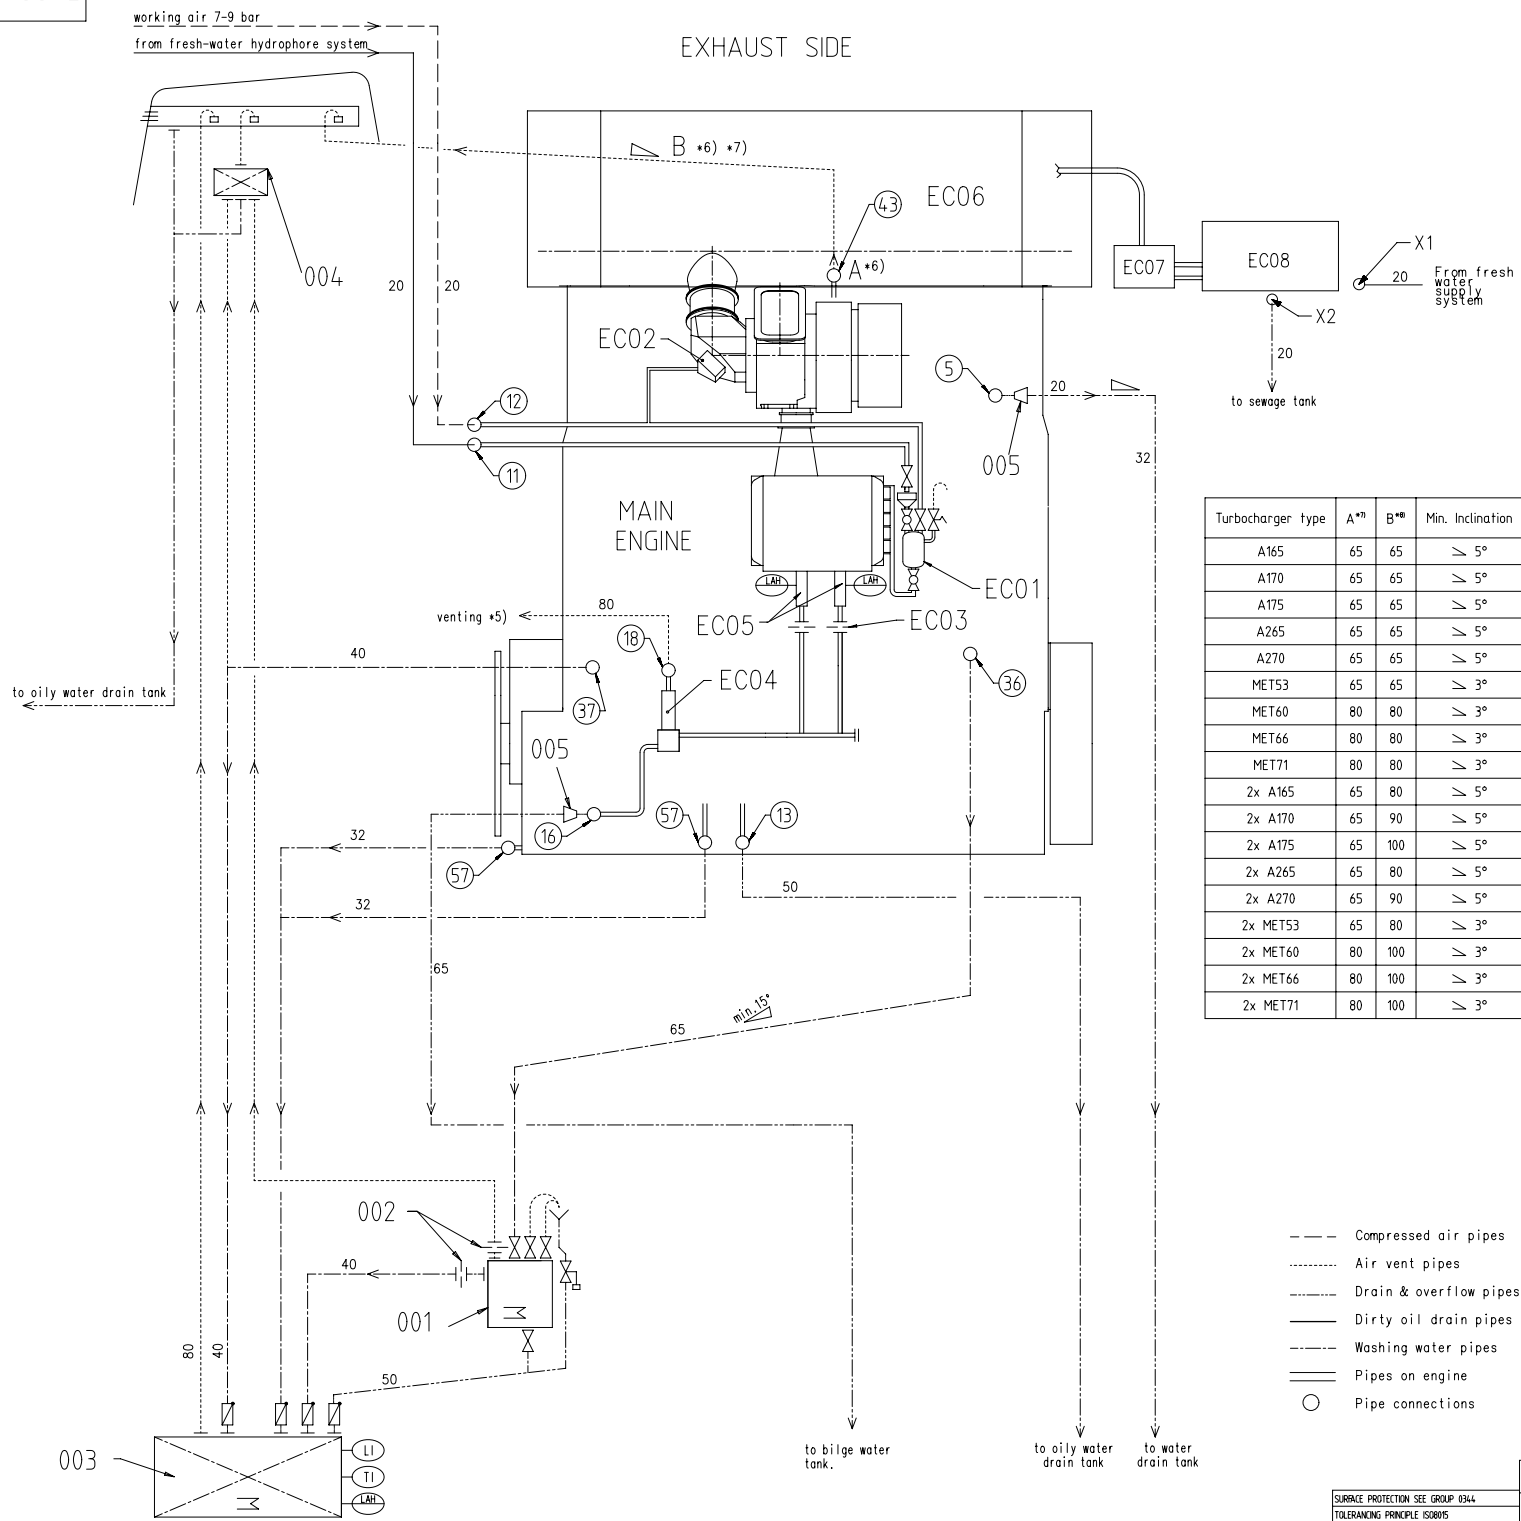 working air 7-9 bar
from fresh-water hydrophore system
EXHAUST SIDE
B *6) *7)
EC06
43
A *6)
004
20
20
EC02
EC07
EC08
X1
20
From fresh
water
supply
system
X2
20
to sewage tank
5
20
005
32
12
11
MAIN
ENGINE
LAH
LAH
EC01
EC05
EC03
venting *5)
80
18
EC04
40
37
36
to oily water drain tank
005
16
57
13
32
57
32
50
65
min.15°
65
Turbocharger type A*7) B*8) Min. Inclination
A165 65 65 5°
A170 65 65 5°
A175 65 65 5°
A265 65 65 5°
A270 65 65 5°
MET53 65 65 3°
MET60 80 80 3°
MET66 80 80 3°
MET71 80 80 3°
2x A165 65 80 5°
2x A170 65 90 5°
2x A175 65 100 5°
2x A265 65 80 5°
2x A270 65 90 5°
2x MET53 65 80 3°
2x MET60 80 100 3°
2x MET66 80 100 3°
2x MET71 80 100 3°
002
40
001
80
40
50
003
LI
TI
LAH
to bilge water
tank.
to oily water
drain tank
to water
drain tank
Compressed air pipes
Air vent pipes
Drain & overflow pipes
Dirty oil drain pipes
Washing water pipes
Pipes on engine
Pipe connections
SURFACE PROTECTION SEE GROUP 0344
TOLERANCING PRINCIPLE ISO8015